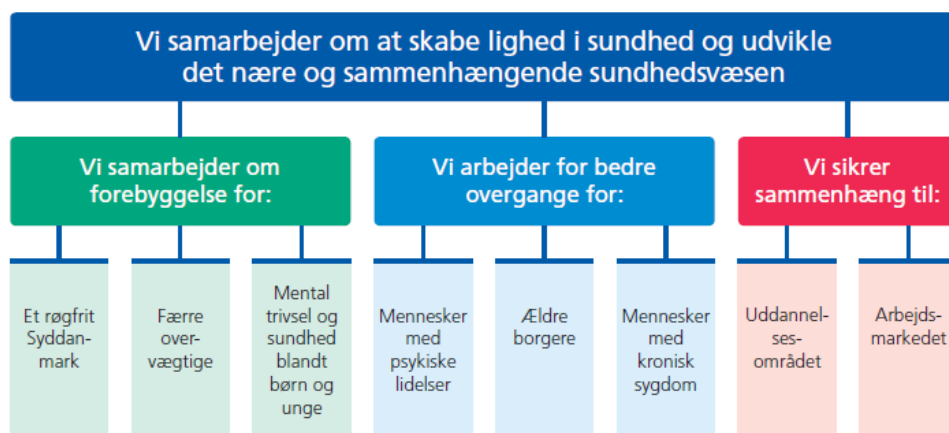 Vi samarbejder om at skabe lighed i sundhed og udvikle
det nære og sammenhængende sundhedsvæsen
Vi samarbejder om
forebyggelse for:
Vi arbejder for bedre
overgange for:
Vi sikrer
sammenhæng til:
Et røgfrit
Syddan-
mark
Færre
over-
vægtige
Mental
trivsel og
sundhed
blandt
børn og
unge
Mennesker
med
psykiske
lidelser
Ældre
borgere
Mennesker
med
kronisk
sygdom
Uddannel-
ses-
området
Arbejds-
markedet